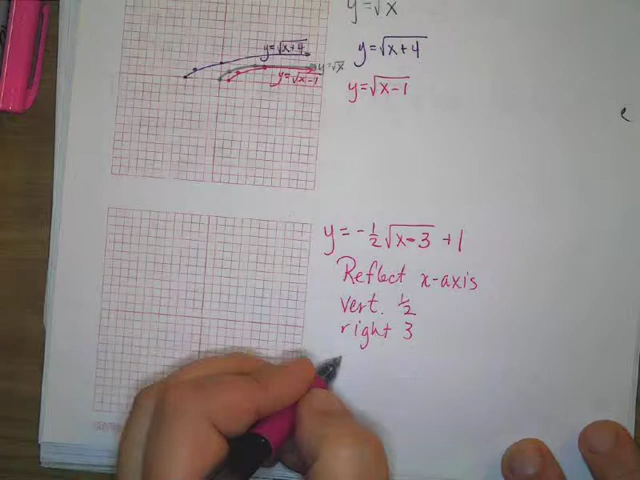 y=√x
y=√x+4
y=√x+4
y=√x
y=√x-1
y=√x-1
y=-1/2√x-3 +1
Reflect x-axis
vert. 1/2
right 3